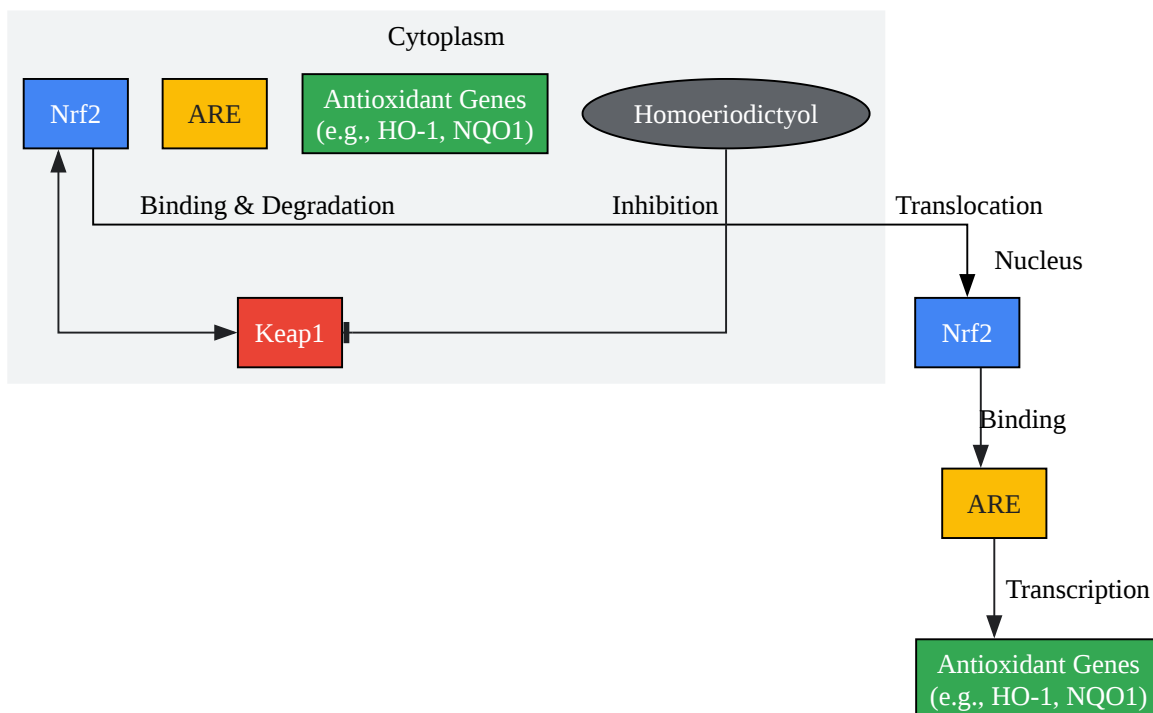 Cytoplasm
Nrf2
ARE
Antioxidant Genes
(e.g., HO-1, NQO1)
Homoeriodictyol
Binding & Degradation
Inhibition
Translocation
Nucleus
Keap1
Nrf2
Binding
ARE
Transcription
Antioxidant Genes
(e.g., HO-1, NQO1)